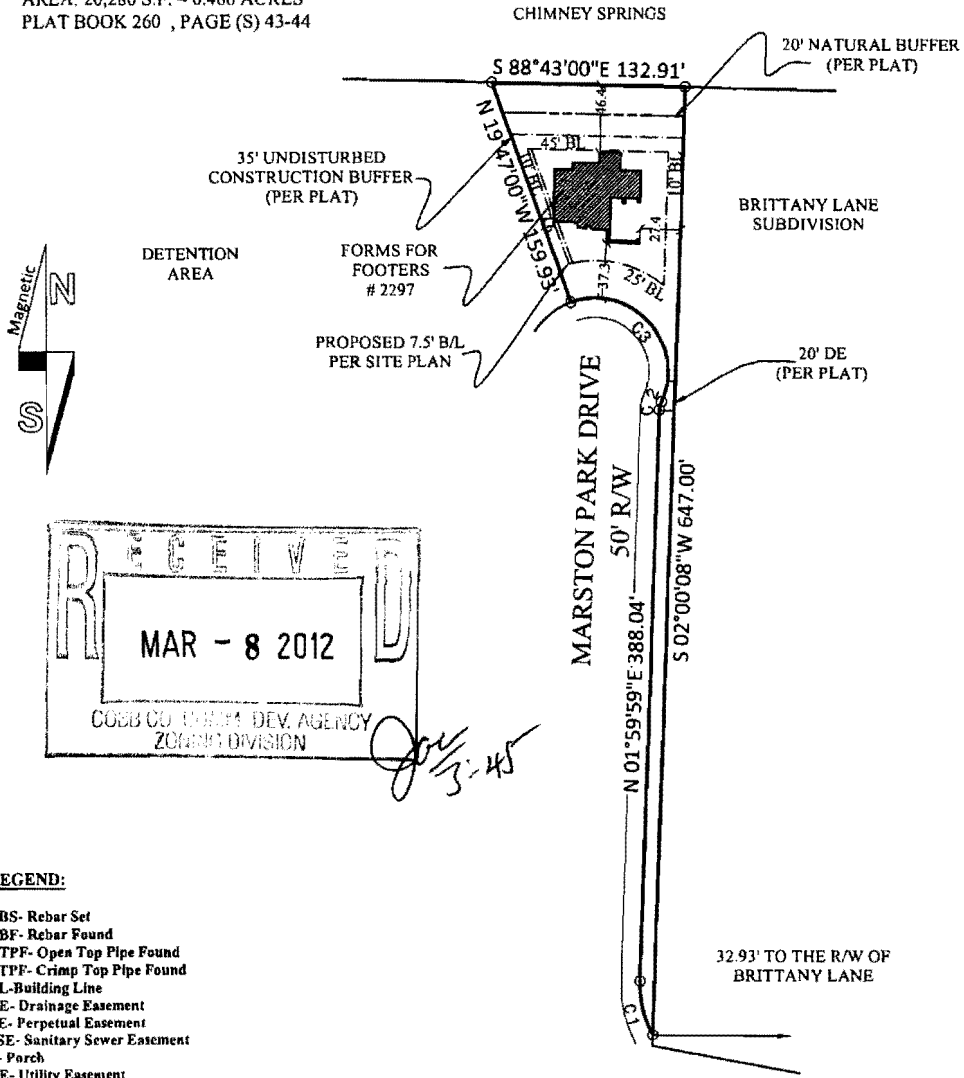 AREA: 20,280 S.F. ~ 0.466 ACRES
PLAT BOOK 260 , PAGE (S) 43-44
CHIMNEY SPRINGS
20' NATURAL BUFFER
(PER PLAT)
S 88°43'00"E 132.91'
46.4
N 19°47'00"W 159.93'
45' BL
10' BL
10' BL
35' UNDISTURBED
CONSTRUCTION BUFFER
(PER PLAT)
BRITTANY LANE
SUBDIVISION
DETENTION
AREA
FORMS FOR
FOOTERS
# 2297
27.4
37.3
25' BL
Magnetic
N
S
PROPOSED 7.5' B/L
PER SITE PLAN
C3
20' DE
(PER PLAT)
C2
MARSTON PARK DRIVE
50' R/W
S 02°00'08"W 647.00'
N 01°59'59"E 388.04'
RECEIVED
MAR - 8 2012
COBB CO. COMM. DEV. AGENCY
ZONING DIVISION
3:45
EGEND:
BS- Rebar Set
BF- Rebar Found
TPF- Open Top Pipe Found
TPF- Crimp Top Pipe Found
L-Building Line
E- Drainage Easement
E- Perpetual Easement
SE- Sanitary Sewer Easement
- Porch
E- Utility Easement
32.93' TO THE R/W OF
BRITTANY LANE
C1